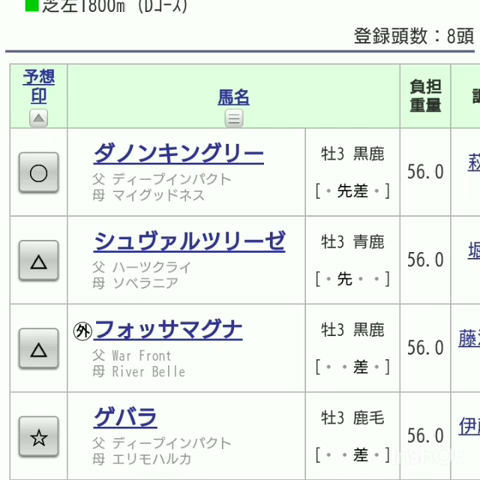 芝左1800m (Dｺｰｽ)
登録頭数：8頭
予想
印
馬名
負担
重量
○
ダノンキングリー
父 ディープインパクト
母 マイグッドネス
牡3 黒鹿
[・先差・]
56.0
△
シュヴァルツリーゼ
父 ハーツクライ
母 ソベラニア
牡3 青鹿
[・先・・]
56.0
堀
△
外 フォッサマグナ
父 War Front
母 River Belle
牡3 黒鹿
[・・差・]
56.0
☆
ゲバラ
父 ディープインパクト
母 エリモハルカ
牡3 鹿毛
[・・差・]
56.0